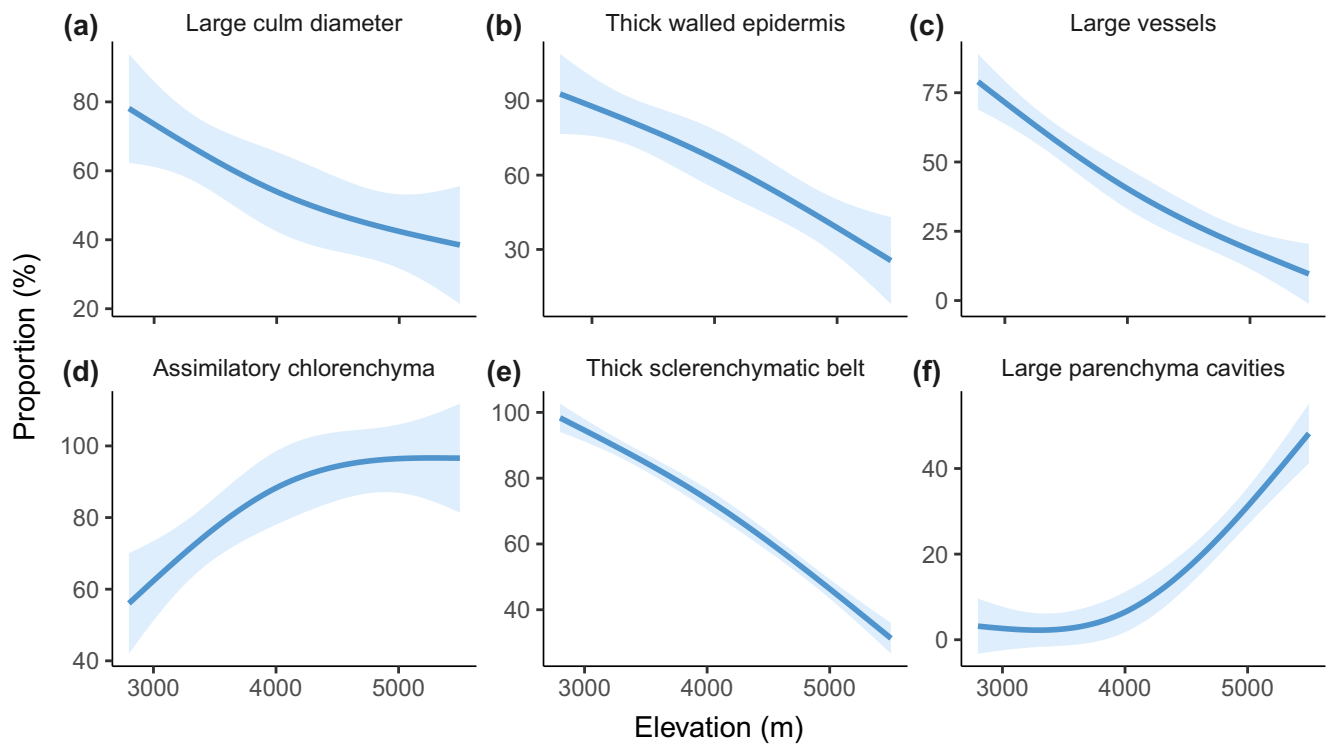 (a) Large culm diameter
80
60
40
20
(b) Thick walled epidermis
90
60
30
(c) Large vessels
75
50
25
0
Proportion (%)
(d) Assimilatory chlorenchyma
100
80
60
40
3000 4000 5000
(e) Thick sclerenchymatic belt
100
80
60
40
3000 4000 5000
(f) Large parenchyma cavities
40
20
0
3000 4000 5000
Elevation (m)